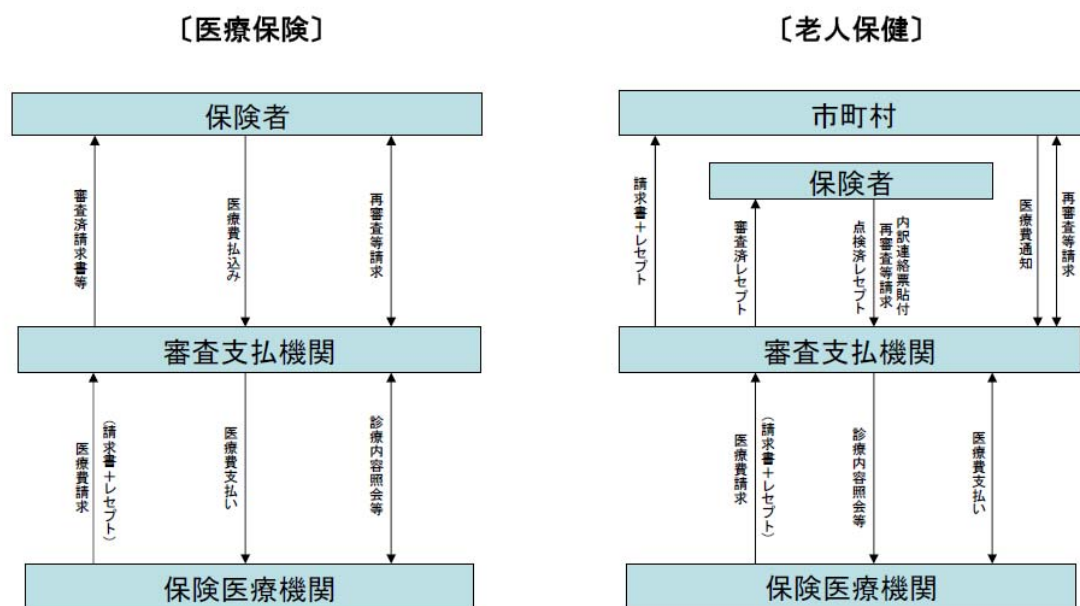 〔医療保険〕
保険者
審査済請求書等
医療費払込み
再審査等請求
審査支払機関
医療費請求
（請求書＋レセプト）
医療費支払い
診療内容照会等
保険医療機関
〔老人保健〕
市町村
保険者
請求書＋レセプト
審査済レセプト
点検済レセプト
再審査等請求
内訳連絡票貼付
医療費通知
再審査等請求
審査支払機関
医療費請求
（請求書＋レセプト）
診療内容照会等
医療費支払い
保険医療機関